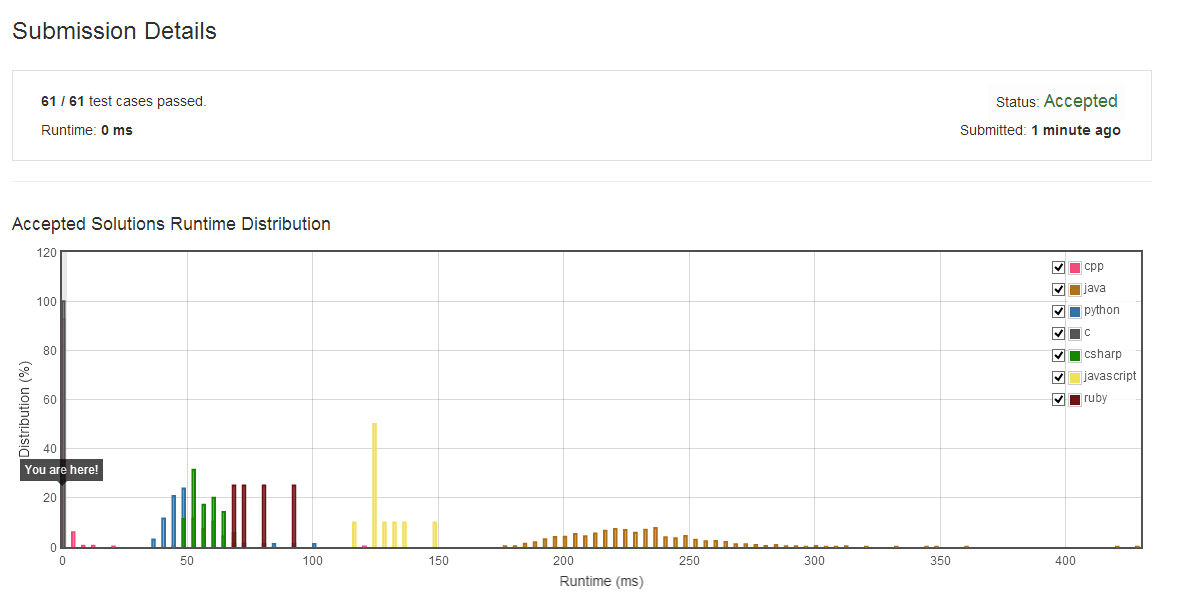 Submission Details
61 / 61 test cases passed.
Status: Accepted
Runtime: 0 ms
Submitted: 1 minute ago
Accepted Solutions Runtime Distribution
120
100
80
60
40
20
0
Distribution (%)
You are here!
cpp
java
python
c
csharp
javascript
ruby
0
50
100
150
200
250
300
350
400
Runtime (ms)